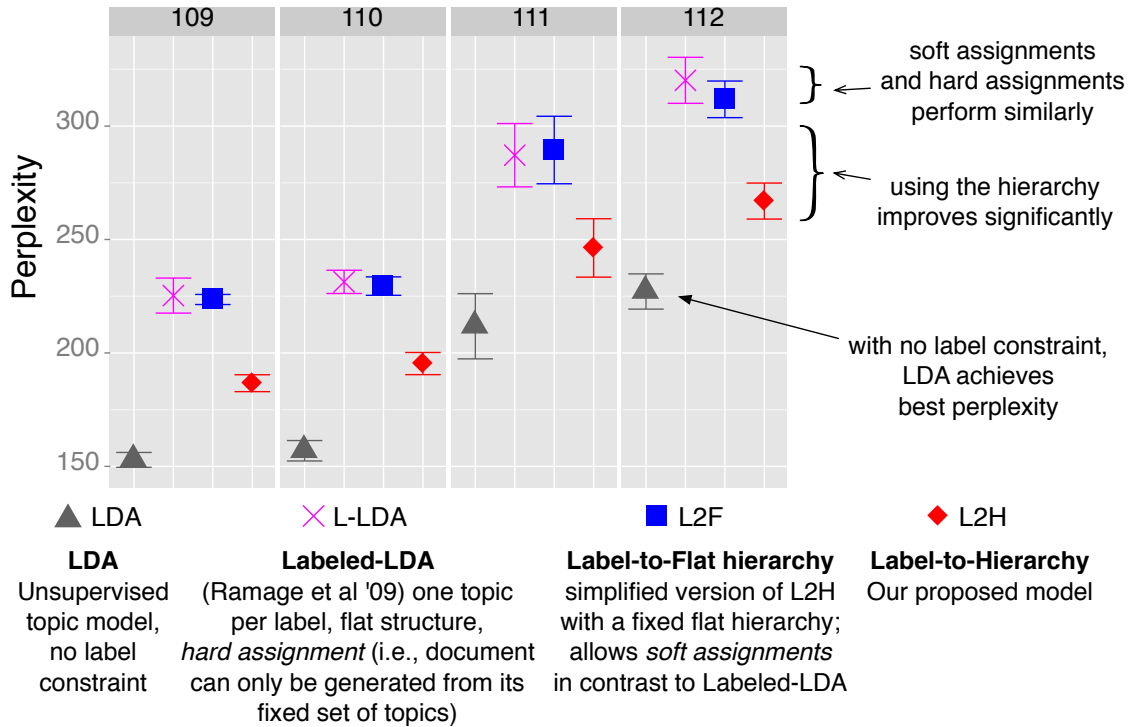 109 110 111 112
Perplexity
300
250
200
150
soft assignments
and hard assignments
perform similarly
using the hierarchy
improves significantly
with no label constraint,
LDA achieves
best perplexity
LDA L-LDA L2F L2H
LDA
Unsupervised
topic model,
no label
constraint
Labeled-LDA
(Ramage et al '09) one topic
per label, flat structure,
hard assignment (i.e., document
can only be generated from its
fixed set of topics)
Label-to-Flat hierarchy
simplified version of L2H
with a fixed flat hierarchy;
allows soft assignments
in contrast to Labeled-LDA
Label-to-Hierarchy
Our proposed model